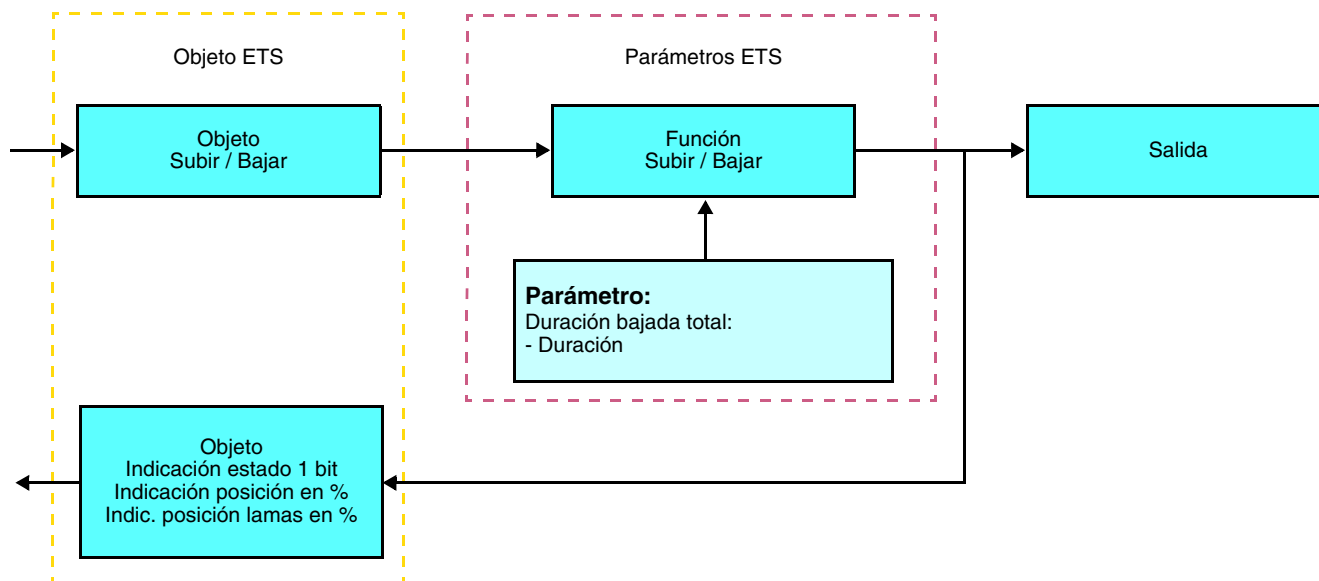 Objeto ETS
Parámetros ETS
Objeto
Subir / Bajar
Función
Subir / Bajar
Salida
Parámetro:
Duración bajada total:
- Duración
Objeto
Indicación estado 1 bit
Indicación posición en %
Indic. posición lamas en %